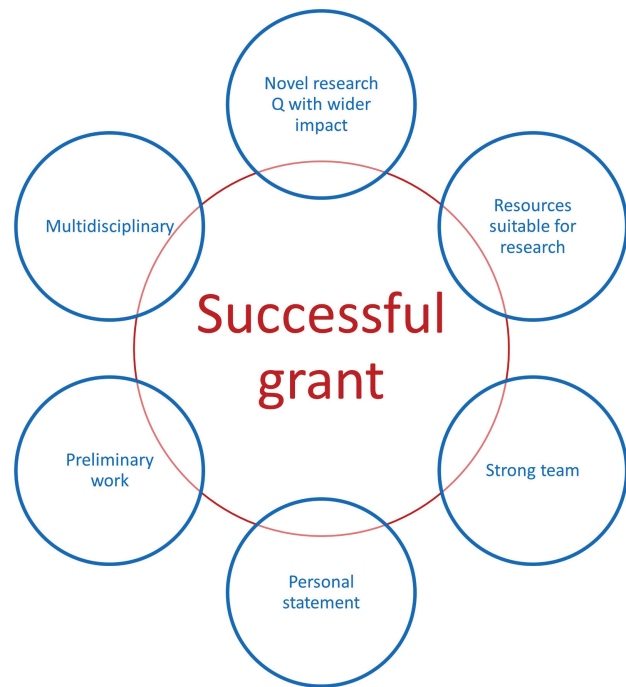 Novel research
Q with wider
impact
Resources
suitable for
research
Multidisciplinary
Successful
grant
Preliminary
work
Strong team
Personal
statement